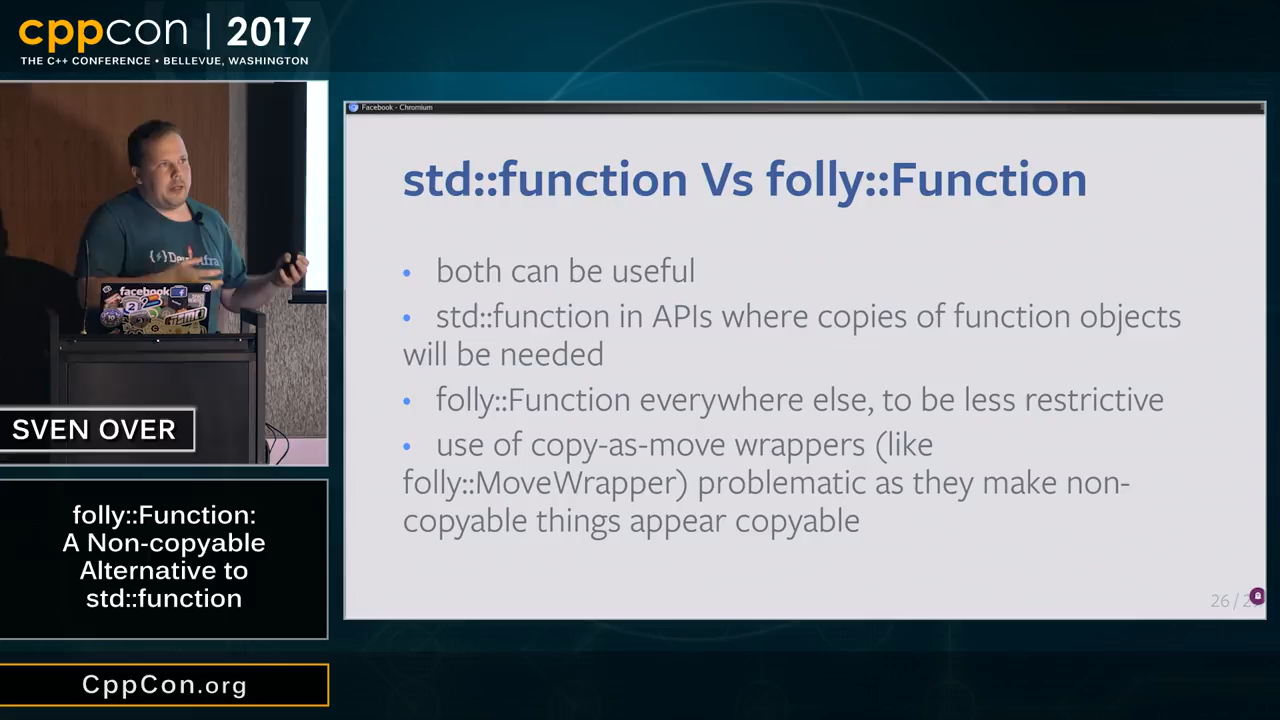 cppcon | 2017
THE C++ CONFERENCE • BELLEVUE, WASHINGTON
Facebook - Chromium
std::function Vs folly::Function
• both can be useful
• std::function in APIs where copies of function objects
will be needed
• folly::Function everywhere else, to be less restrictive
• use of copy-as-move wrappers (like
folly::MoveWrapper) problematic as they make non-
copyable things appear copyable
26 /
facebook
SVEN OVER
folly::Function:
A Non-copyable
Alternative to
std::function
CppCon.org